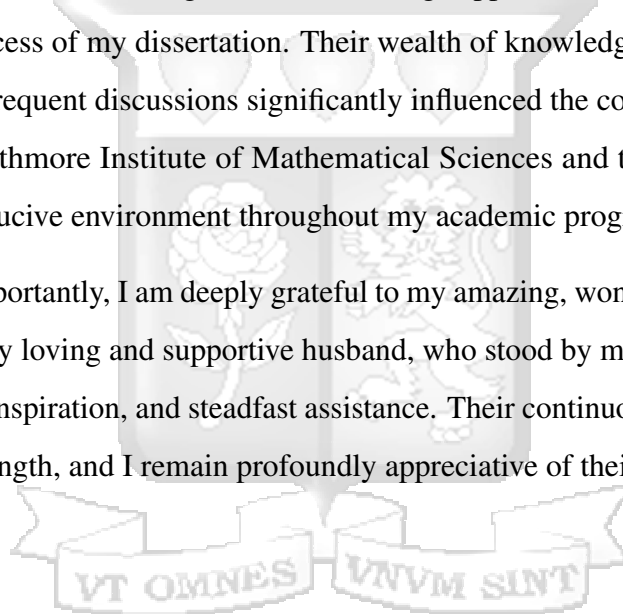 cess of my dissertation. Their wealth of knowledg
requent discussions significantly influenced the co
thmore Institute of Mathematical Sciences and t
ucive environment throughout my academic prog
portantly, I am deeply grateful to my amazing, won
y loving and supportive husband, who stood by m
nspiration, and steadfast assistance. Their continuo
ngth, and I remain profoundly appreciative of thei
VT OMNES VNVM SINT